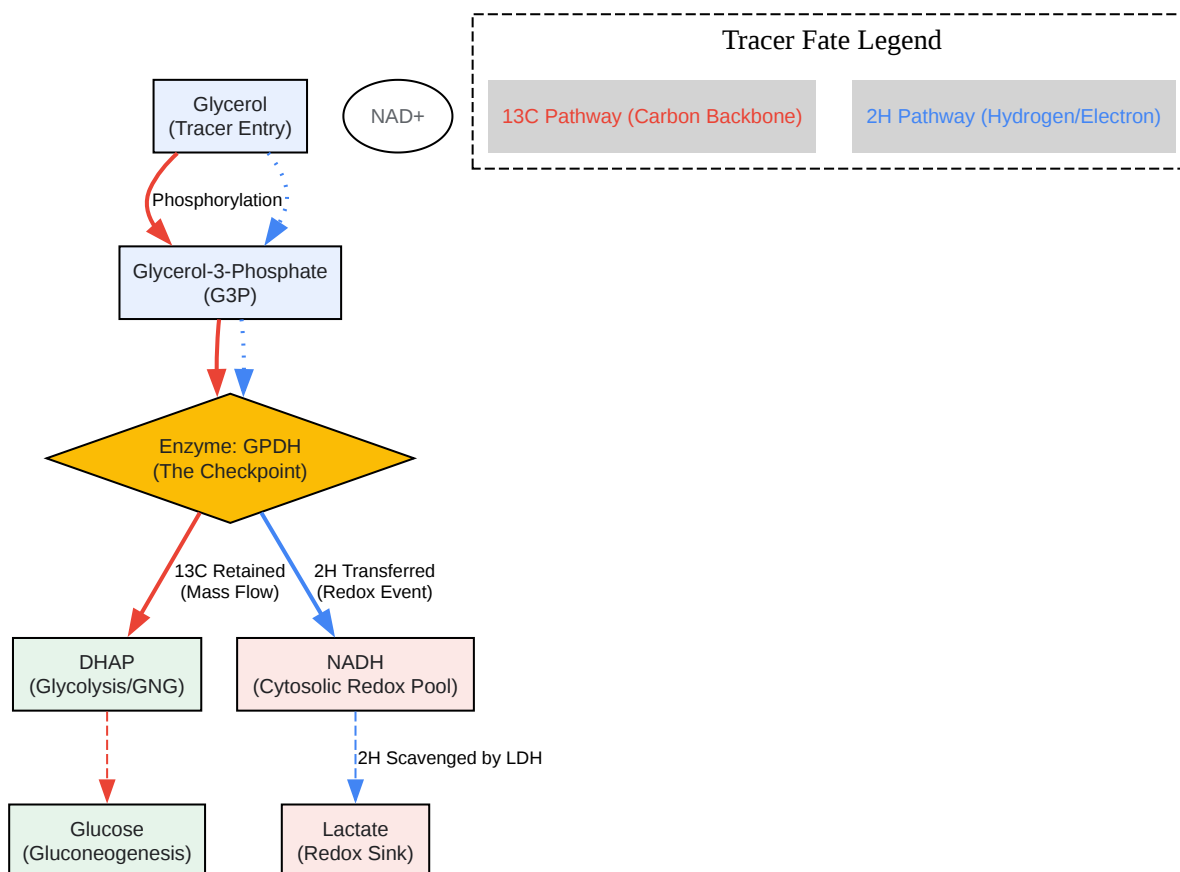 Tracer Fate Legend
13C Pathway (Carbon Backbone)
2H Pathway (Hydrogen/Electron)
Glycerol
(Tracer Entry)
NAD+
Phosphorylation
Glycerol-3-Phosphate
(G3P)
Enzyme: GPDH
(The Checkpoint)
13C Retained
(Mass Flow)
2H Transferred
(Redox Event)
DHAP
(Glycolysis/GNG)
NADH
(Cytosolic Redox Pool)
2H Scavenged by LDH
Glucose
(Gluconeogenesis)
Lactate
(Redox Sink)